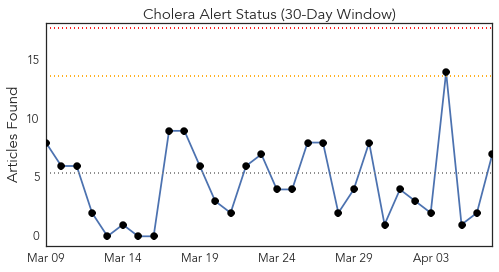 Cholera Alert Status (30-Day Window)
15
10
5
0
Articles Found
Mar 09 Mar 14 Mar 19 Mar 24 Mar 29 Apr 03